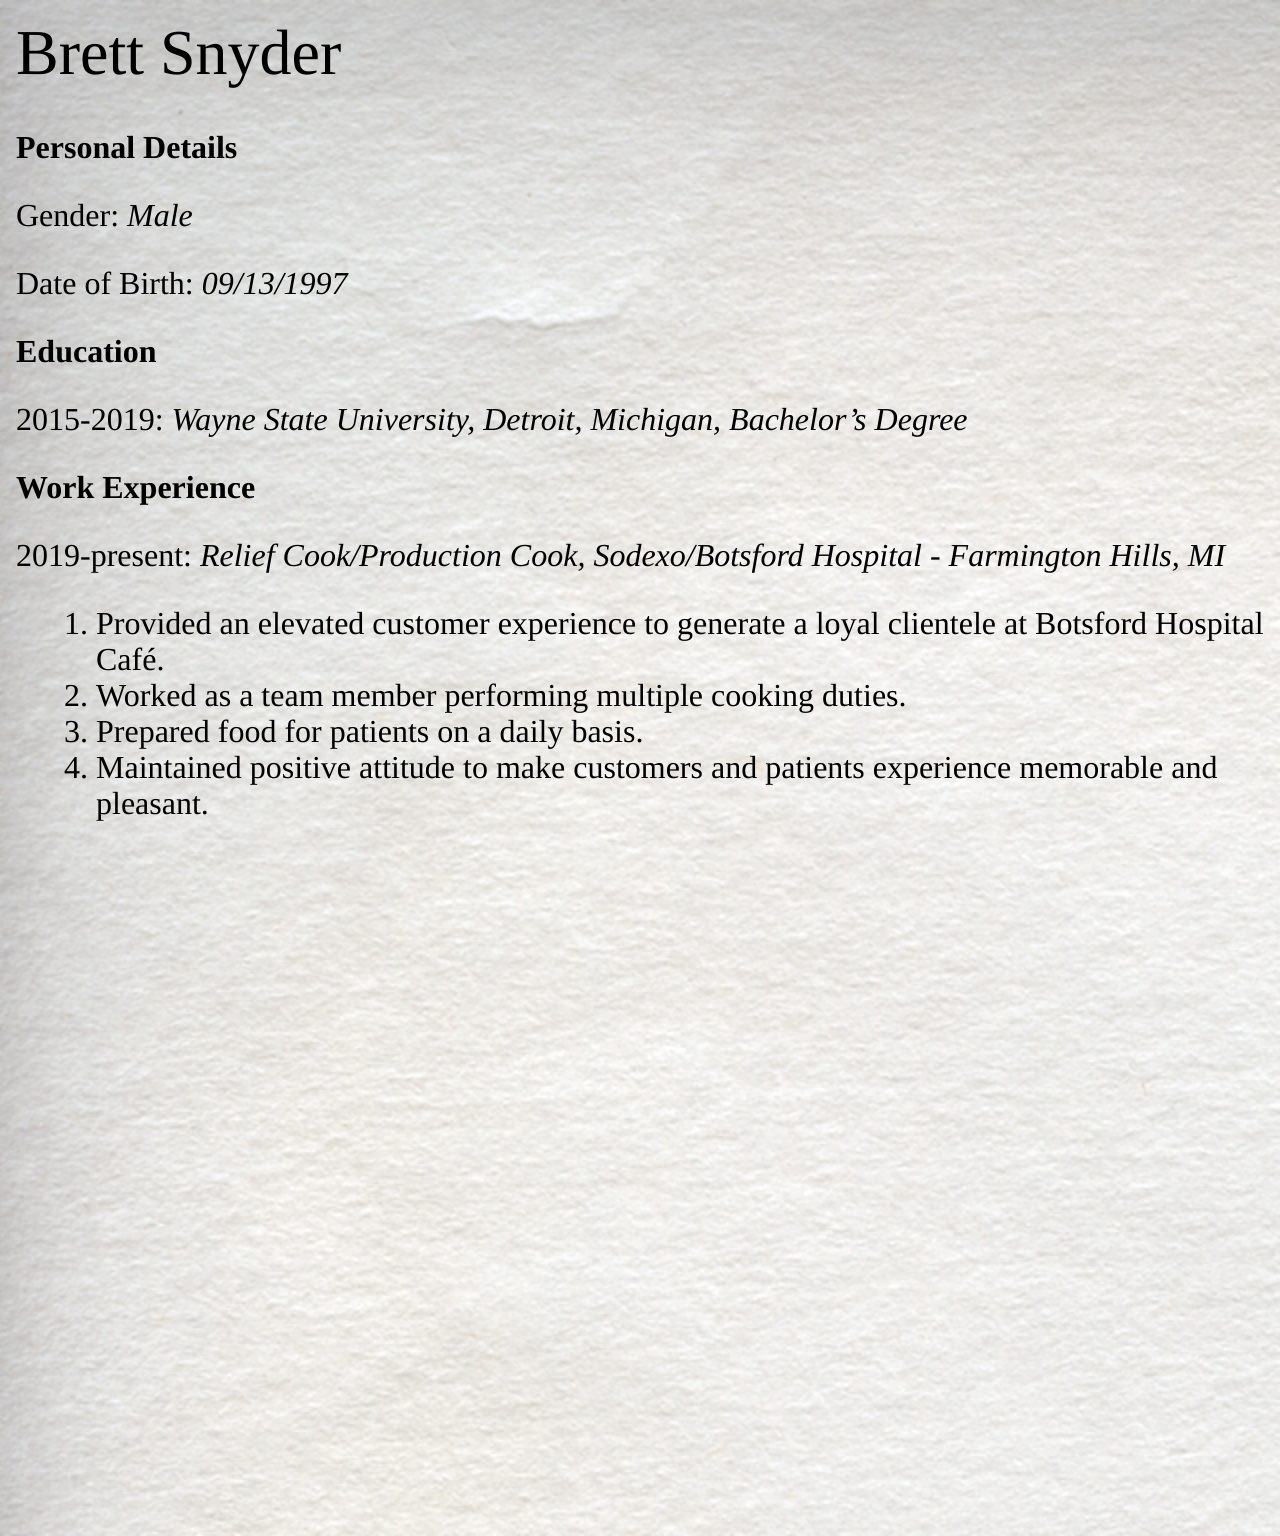 Brett Snyder
Personal Details
Gender: Male
Date of Birth: 09/13/1997
Education
2015-2019: Wayne State University, Detroit, Michigan, Bachelor’s Degree
Work Experience
2019-present: Relief Cook/Production Cook, Sodexo/Botsford Hospital - Farmington Hills, MI
1. Provided an elevated customer experience to generate a loyal clientele at Botsford Hospital
Café.
2. Worked as a team member performing multiple cooking duties.
3. Prepared food for patients on a daily basis.
4. Maintained positive attitude to make customers and patients experience memorable and
pleasant.